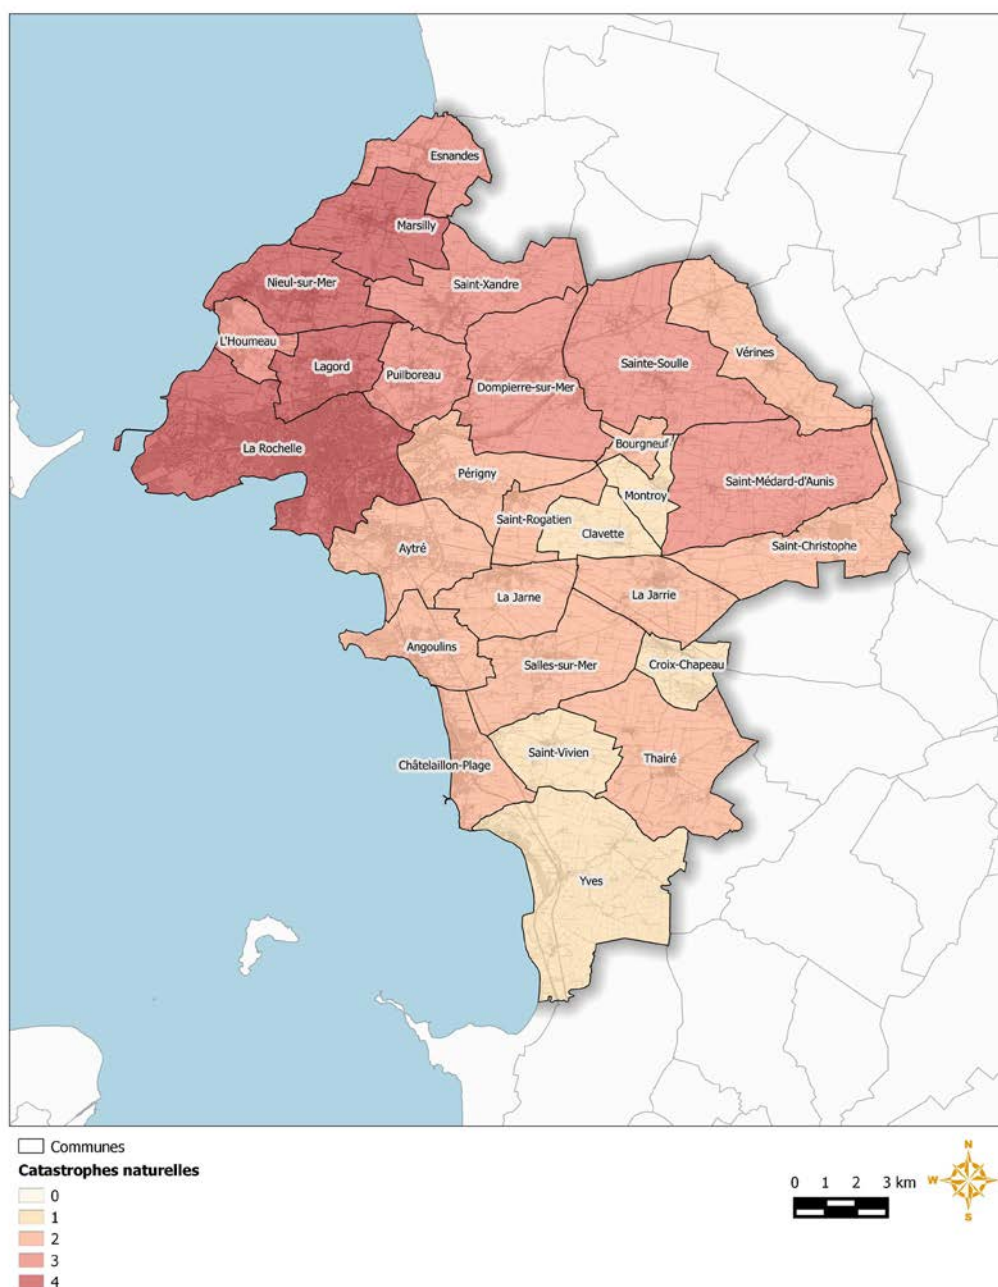 Esnandes
Marsilly
Nieul-sur-Mer
Saint-Xandre
L'Houmeau
Lagord
Puilboreau
Dompierre-sur-Mer
Sainte-Soulle
Vérines
La Rochelle
Bourgneuf
Périgny
Montroy
Saint-Médard-d'Aunis
Saint-Rogatien
Clavette
Aytré
Saint-Christophe
La Jarne
La Jarrie
Angoulins
Salles-sur-Mer
Croix-Chapeau
Saint-Vivien
Châtelaillon-Plage
Thairé
Yves
Communes
Catastrophes naturelles
0
1
2
3
4
0 1 2 3 km
N
W
E
S